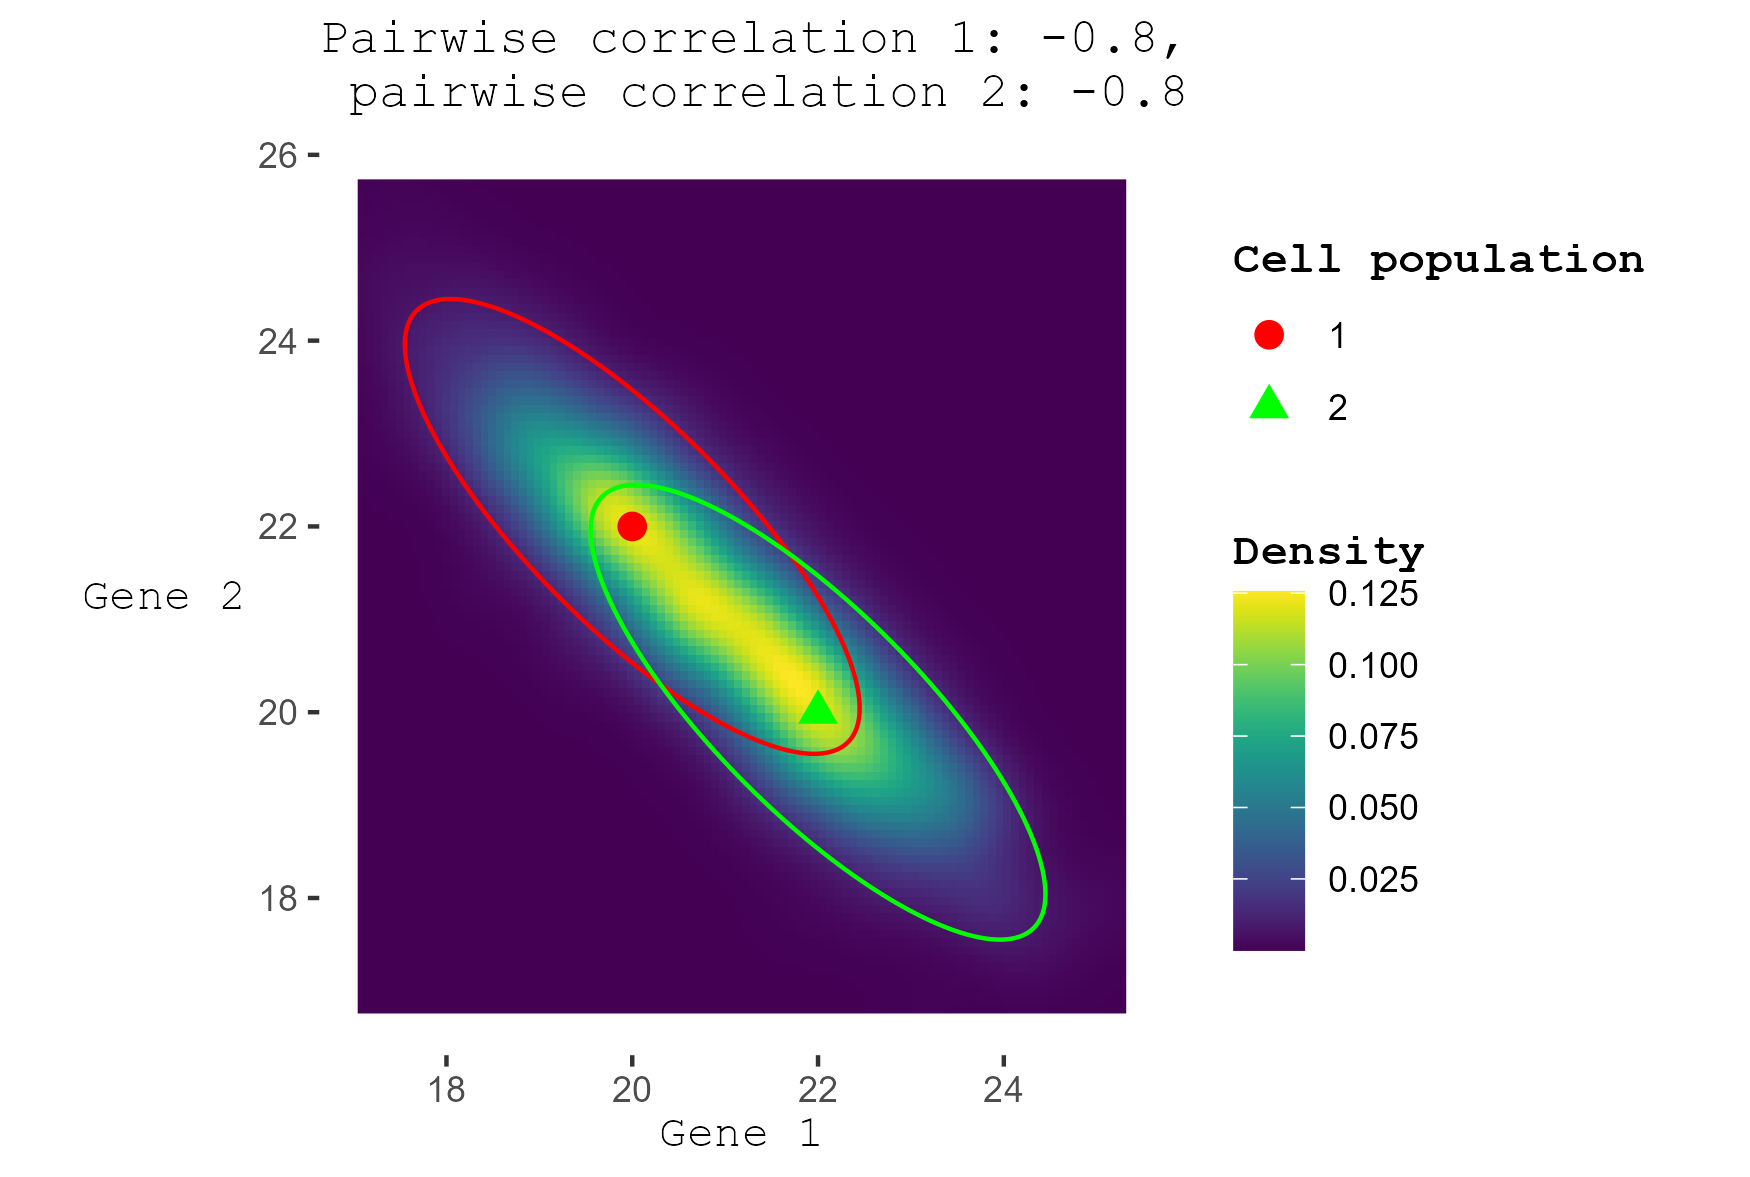 Pairwise correlation 1: -0.8,
pairwise correlation 2: -0.8
26
24
22
20
18
Gene 2
18 20 22 24
Gene 1
Cell population
1
2
Density
0.125
0.100
0.075
0.050
0.025